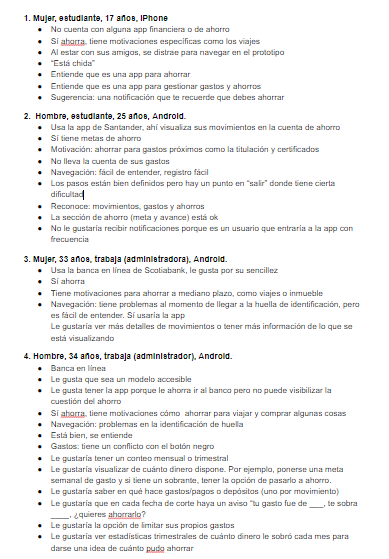 1. Mujer, estudiante, 17 años, iPhone
● No cuenta con alguna app financiera o de ahorro
● Sí ahorra, tiene motivaciones específicas como los viajes
● Al estar con sus amigos, se distrae para navegar en el prototipo
● “Está chida”
● Entiende que es una app para ahorrar
● Entiende que es una app para gestionar gastos y ahorros
● Sugerencia: una notificación que te recuerde que debes ahorrar
2. Hombre, estudiante, 25 años, Android.
● Usa la app de Santander, ahí visualiza sus movimientos en la cuenta de ahorro
● Sí tiene metas de ahorro
● Motivación: ahorrar para gastos próximos como la titulación y certificados
● No lleva la cuenta de sus gastos
● Navegación: fácil de entender, registro fácil
● Los pasos están bien definidos pero hay un punto en “salir” donde tiene cierta
dificultad
● Reconoce: movimientos, gastos y ahorros
● La sección de ahorro (meta y avance) está ok
● No le gustaría recibir notificaciones porque es un usuario que entraría a la app con
frecuencia
3. Mujer, 33 años, trabaja (administradora), Android.
● Usa la banca en línea de Scotiabank, le gusta por su sencillez
● Sí ahorra
● Tiene motivaciones para ahorrar a mediano plazo, como viajes o inmueble
● Navegación: tiene problemas al momento de llegar a la huella de identificación, pero
es fácil de entender. Sí usaría la app
Le gustaría ver más detalles de movimientos o tener más información de lo que se
está visualizando
4. Hombre, 34 años, trabaja (administrador), Android.
● Banca en línea
● Le gusta que sea un modelo accesible
● Le gusta tener la app porque le ahorra ir al banco pero no puede visibilizar la
cuestión del ahorro
● Sí ahorra, tiene motivaciones cómo ahorrar para viajar y comprar algunas cosas
● Navegación: problemas en la identificación de huella
● Está bien, se entiende
● Gastos; tiene un conflicto con el botón negro
● Le gustaría tener un conteo mensual o trimestral
● Le gustaría visualizar de cuánto dinero dispone. Por ejemplo, ponerse una meta
semanal de gasto y si tiene un sobrante, tener la opción de pasarlo a ahorro.
● Le gustaría saber en qué hace gastos/pagos o depósitos (uno por movimiento)
● Le gustaría que en cada fecha de corte haya un aviso “tu gasto fue de ___, te sobra
____, ¿quieres ahorrarlo?
● Le gustaría la opción de limitar sus propios gastos
● Le gustaría ver estadísticas trimestrales de cuánto dinero le sobró cada mes para
darse una idea de cuánto pudo ahorrar